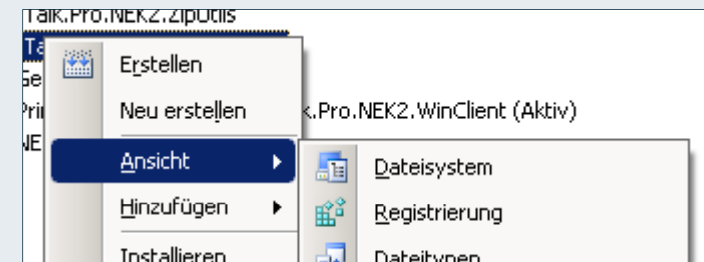 Talk.Pro.NEK2.ZipUtils
Erstellen
Neu erstellen
.Pro.NEK2.WinClient (Aktiv)
Ansicht
Dateisystem
Hinzufügen
Registrierung
Installieren
Dateitypen